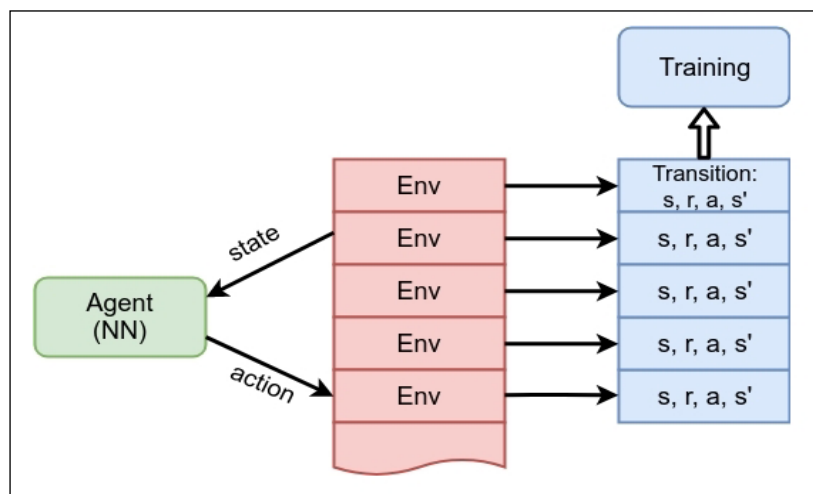 Training
Env
Transition:
s, r, a, s'
state
Env
s, r, a, s'
Agent
(NN)
Env
s, r, a, s'
Env
s, r, a, s'
action
Env
s, r, a, s'